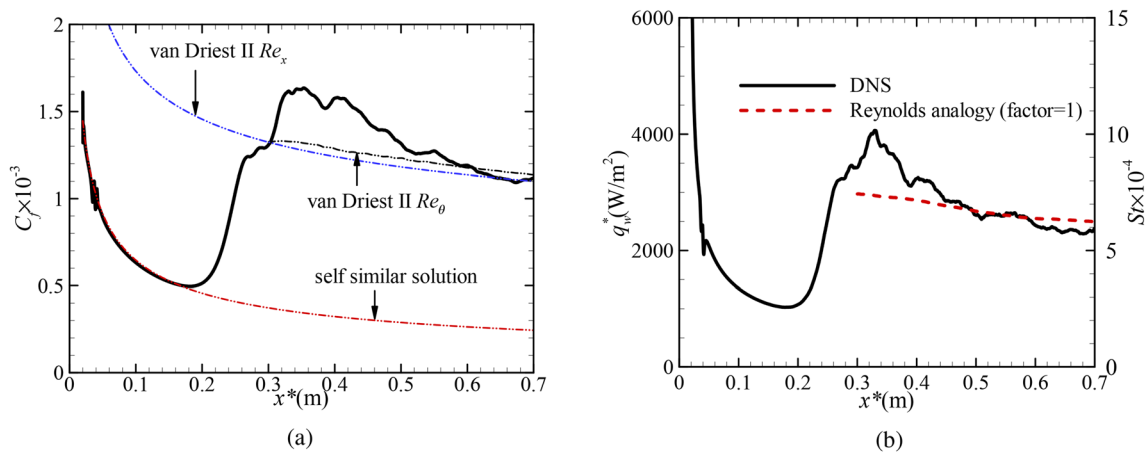 2
1.5
1
0.5
0
C_f×10^-3
van Driest II Re_x
van Driest II Re_θ
self similar solution
0 0.1 0.2 0.3 0.4 0.5 0.6 0.7
x*(m)
(a)
6000
4000
2000
0
q*_w(W/m^2)
DNS
Reynolds analogy (factor=1)
15
10
5
0
St×10^-4
0 0.1 0.2 0.3 0.4 0.5 0.6 0.7
x*(m)
(b)